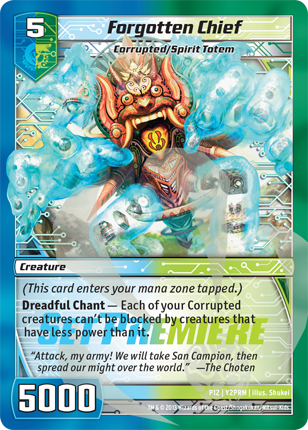 5
Forgotten Chief
Corrupted/Spirit Totem
Creature
(This card enters your mana zone tapped.)
Dreadful Chant — Each of your Corrupted
creatures can't be blocked by creatures that
have less power than it.
"Attack, my army! We will take San Campion, then
spread our might over the world." —The Choten
5000
P12 | Y2PRM | illus. Shukei